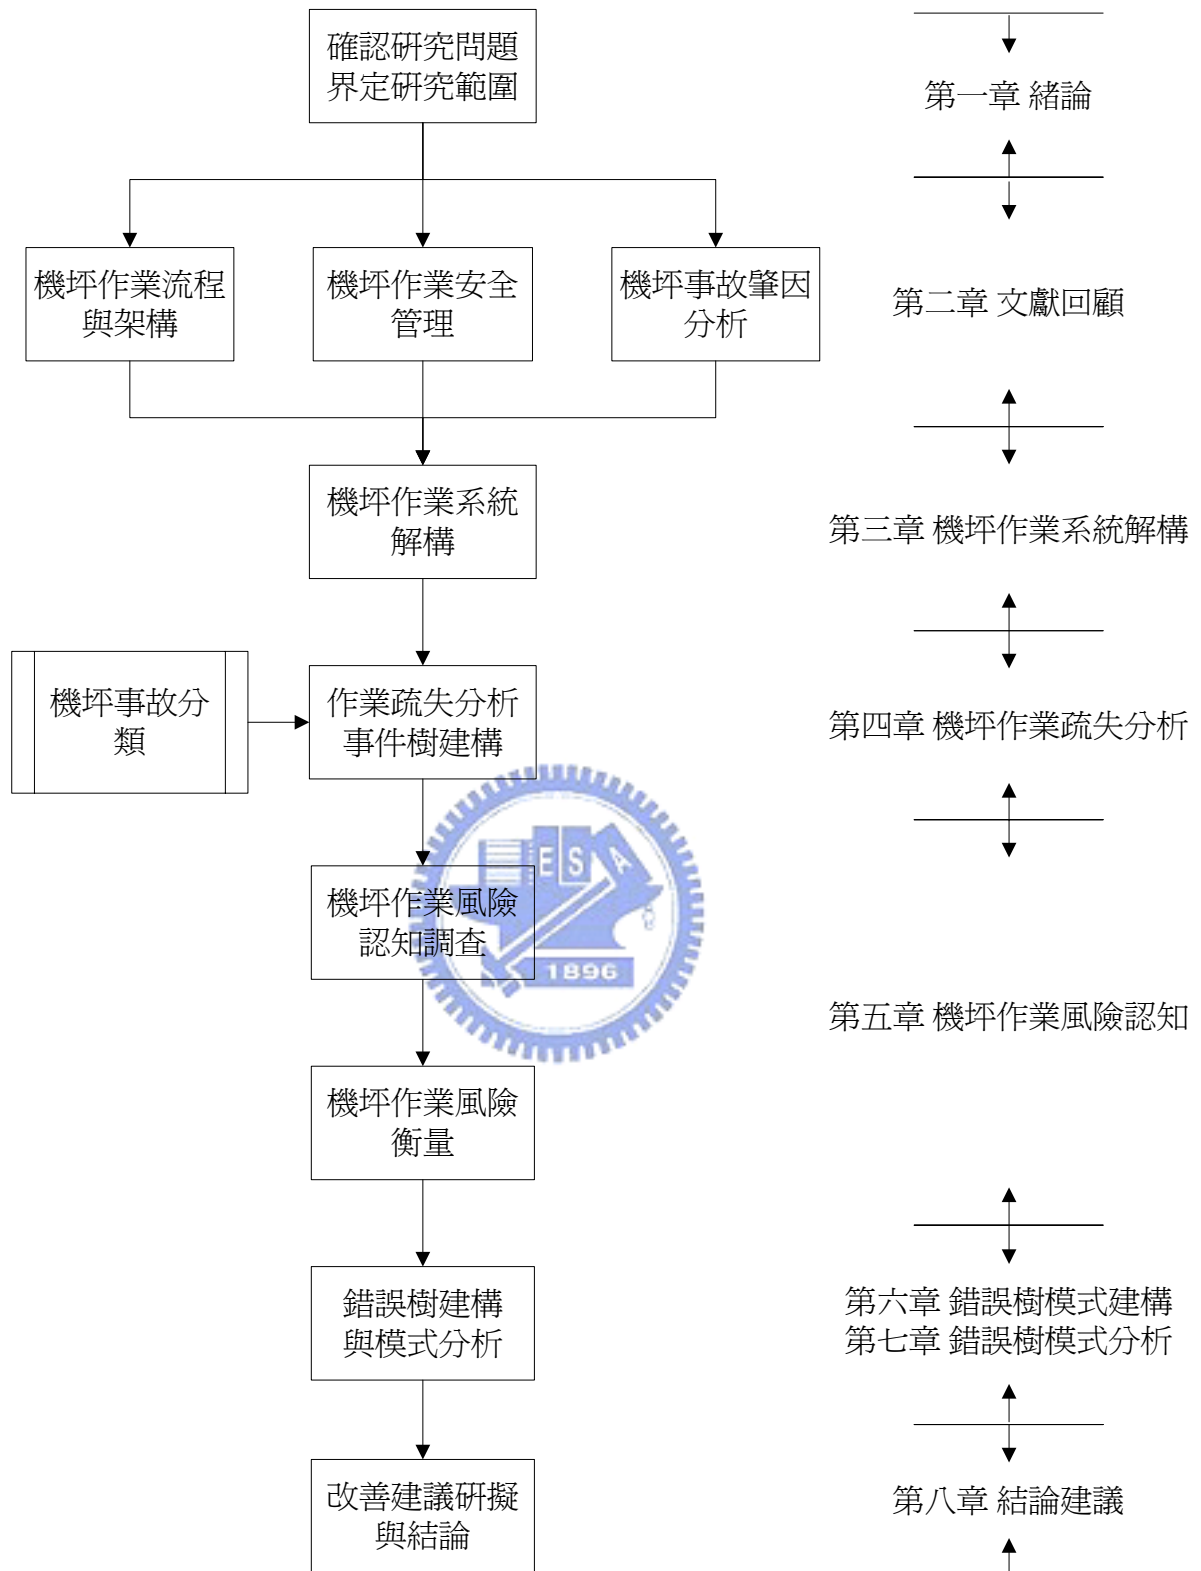 確認研究問題
界定研究範圍
第一章 緒論
機坪作業流程
與架構
機坪作業安全
管理
機坪事故肇因
分析
第二章 文獻回顧
機坪作業系統
解構
第三章 機坪作業系統解構
機坪事故分
類
作業疏失分析
事件樹建構
第四章 機坪作業疏失分析
E S A
機坪作業風險
認知調查
1896
第五章 機坪作業風險認知
機坪作業風險
衡量
錯誤樹建構
與模式分析
第六章 錯誤樹模式建構
第七章 錯誤樹模式分析
改善建議研擬
與結論
第八章 結論建議